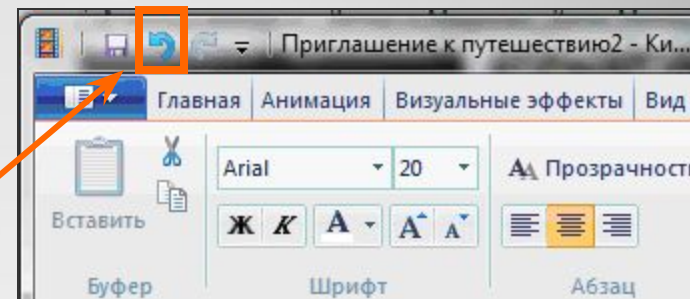 Приглашение к путешествию2 - Ки...
Главная Анимация Визуальные эффекты Вид
Arial 20 Прозрачность
Вставить Ж К А А А
Буфер Шрифт Абзац